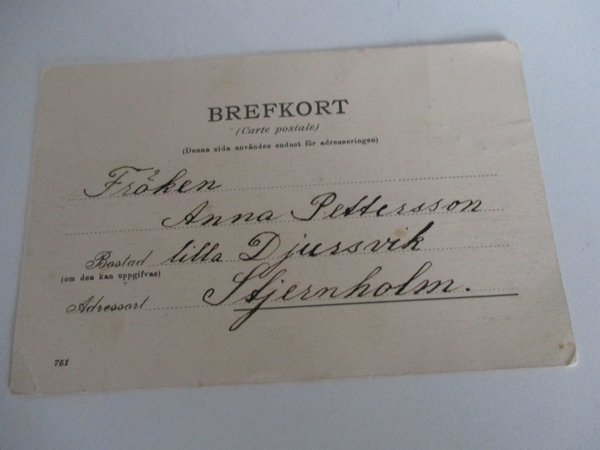 BREFKORT
(Carte postale)
(Denna sida användes endast för adresseringen)
Fröken
Anna Pettersson
Bostad lilla Djursvik
(om den kan uppgifvas)
Adressort Stjernholm.
751